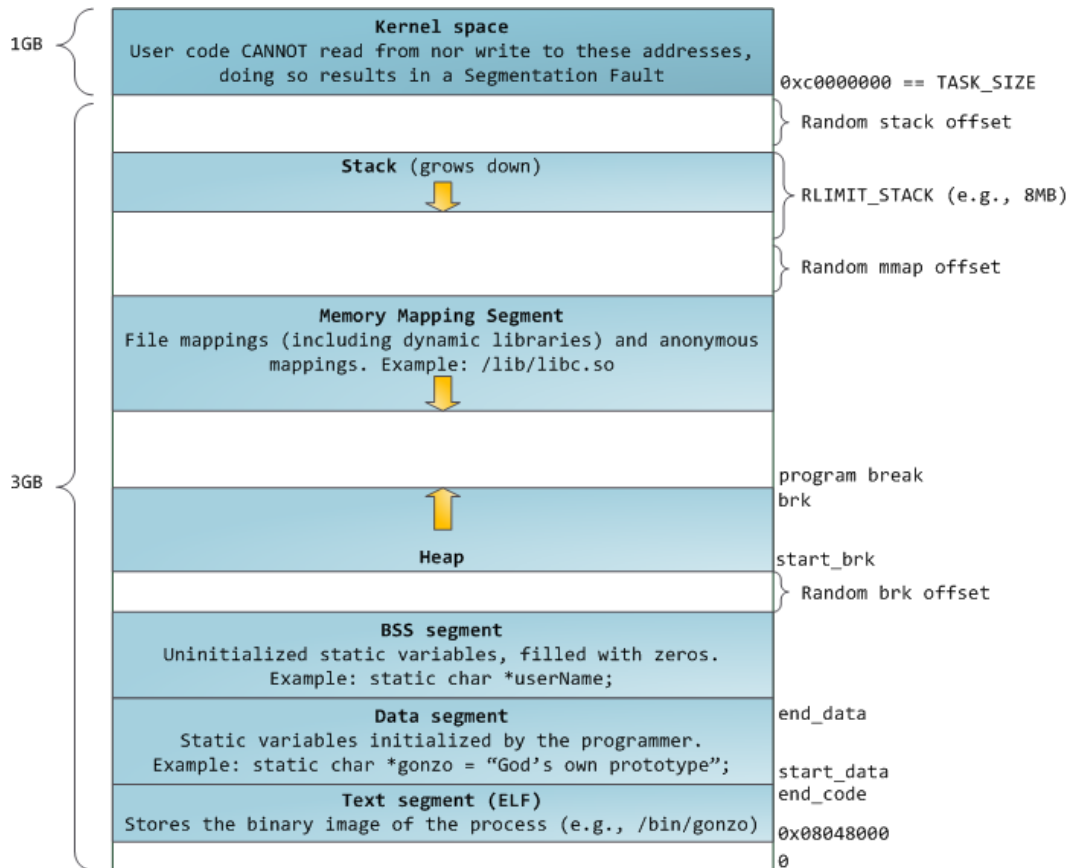 Kernel space
1GB
User code CANNOT read from nor write to these addresses,
doing so results in a Segmentation Fault
0xc0000000 == TASK_SIZE
Random stack offset
Stack (grows down)
RLIMIT_STACK (e.g., 8MB)
Random mmap offset
Memory Mapping Segment
File mappings (including dynamic libraries) and anonymous
mappings. Example: /lib/libc.so
3GB
program break
brk
Heap
start_brk
Random brk offset
BSS segment
Uninitialized static variables, filled with zeros.
Example: static char *userName;
Data segment
end_data
Static variables initialized by the programmer.
Example: static char *gonzo = “God’s own prototype”;
start_data
end_code
Text segment (ELF)
Stores the binary image of the process (e.g., /bin/gonzo)
0x08048000
0